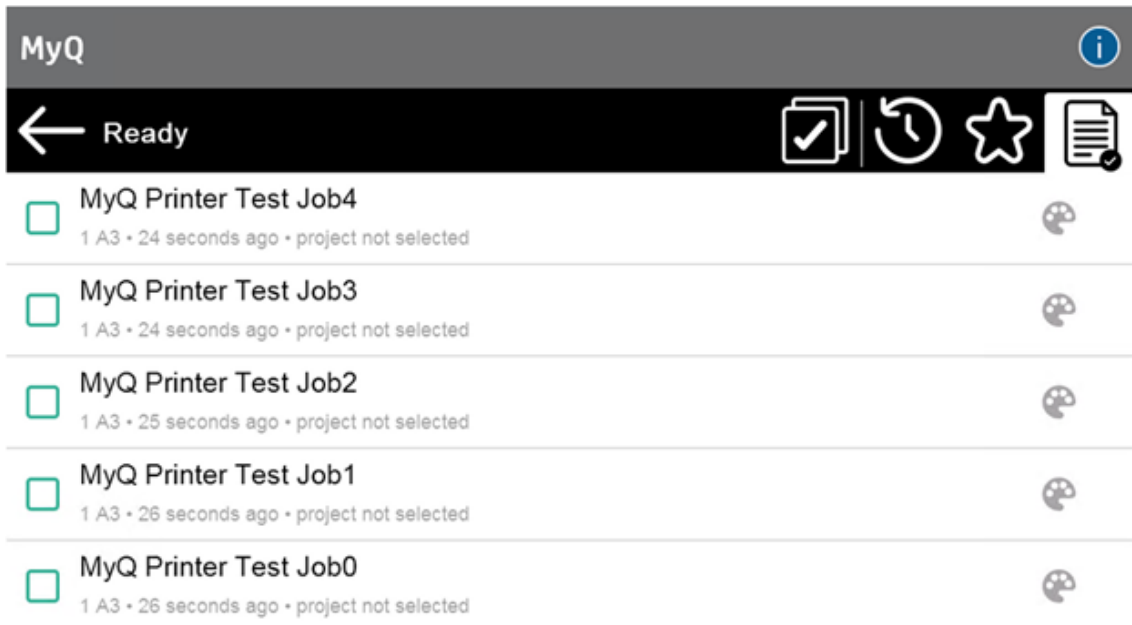 MyQ
i
Ready
MyQ Printer Test Job4
1 A3 • 24 seconds ago • project not selected
MyQ Printer Test Job3
1 A3 • 24 seconds ago • project not selected
MyQ Printer Test Job2
1 A3 • 25 seconds ago • project not selected
MyQ Printer Test Job1
1 A3 • 26 seconds ago • project not selected
MyQ Printer Test Job0
1 A3 • 26 seconds ago • project not selected